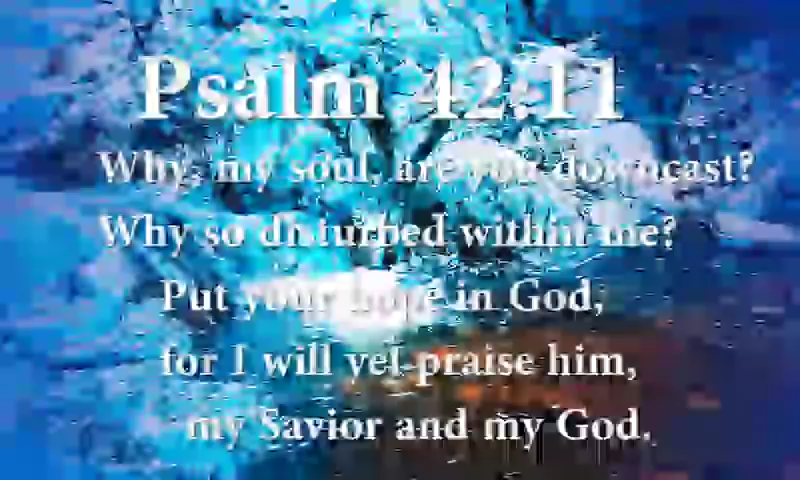 Psalm 42:11
Why, my soul, are you downcast?
Why so disturbed within me?
Put your hope in God,
for I will yet praise him,
my Savior and my God.